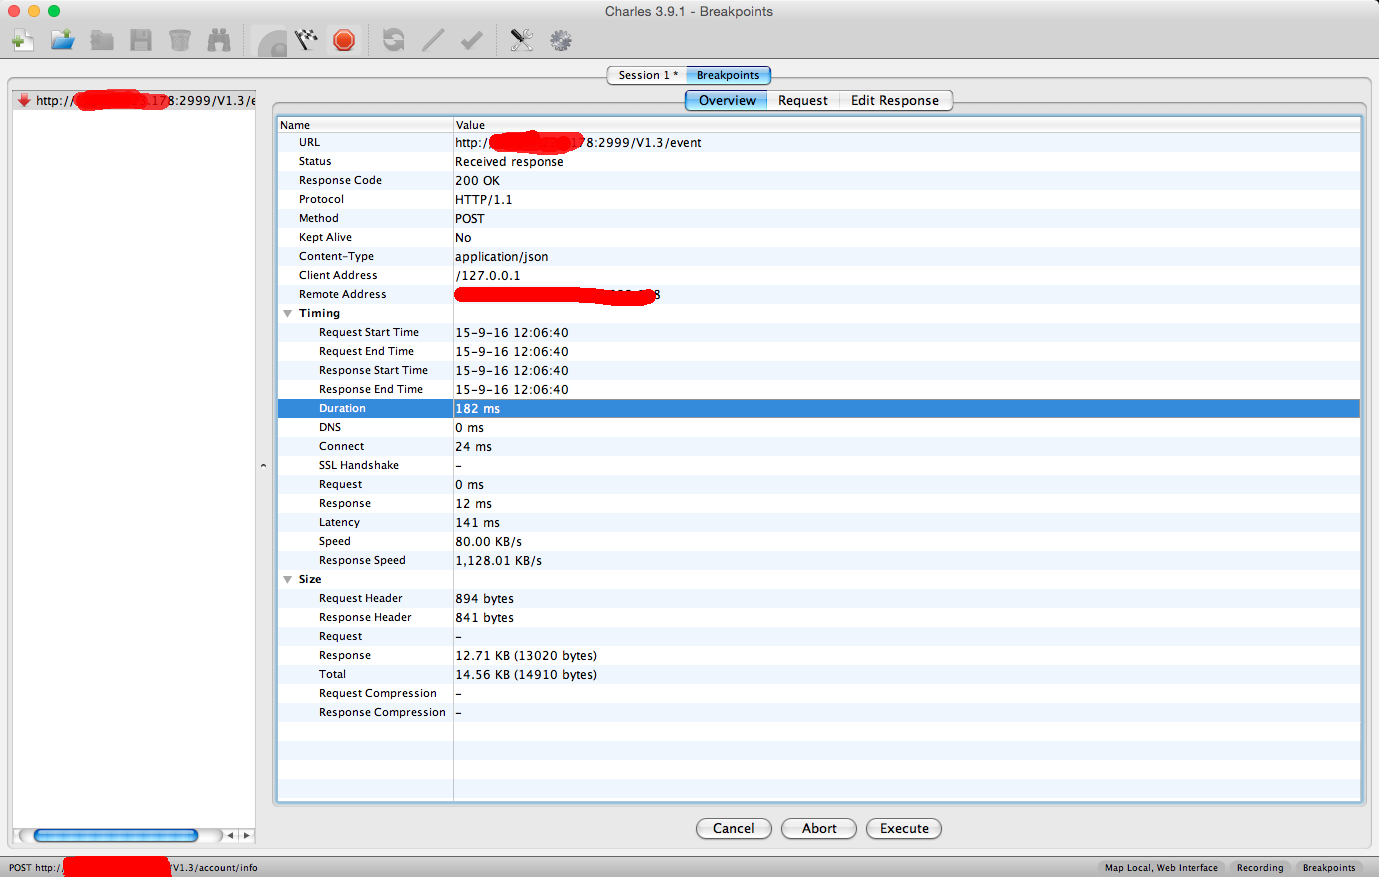 Charles 3.9.1 - Breakpoints
Session 1 * Breakpoints
http:/ 178:2999/V1.3/e
Overview Request Edit Response
Name Value
URL http:/ 178:2999/V1.3/event
Status Received response
Response Code 200 OK
Protocol HTTP/1.1
Method POST
Kept Alive No
Content-Type application/json
Client Address /127.0.0.1
Remote Address
Timing
Request Start Time 15-9-16 12:06:40
Request End Time 15-9-16 12:06:40
Response Start Time 15-9-16 12:06:40
Response End Time 15-9-16 12:06:40
Duration 182 ms
DNS 0 ms
Connect 24 ms
SSL Handshake -
Request 0 ms
Response 12 ms
Latency 141 ms
Speed 80.00 KB/s
Response Speed 1,128.01 KB/s
Size
Request Header 894 bytes
Response Header 841 bytes
Request -
Response 12.71 KB (13020 bytes)
Total 14.56 KB (14910 bytes)
Request Compression -
Response Compression -
Cancel Abort Execute
POST http:/ /V1.3/account/info Map Local, Web Interface Recording Breakpoints